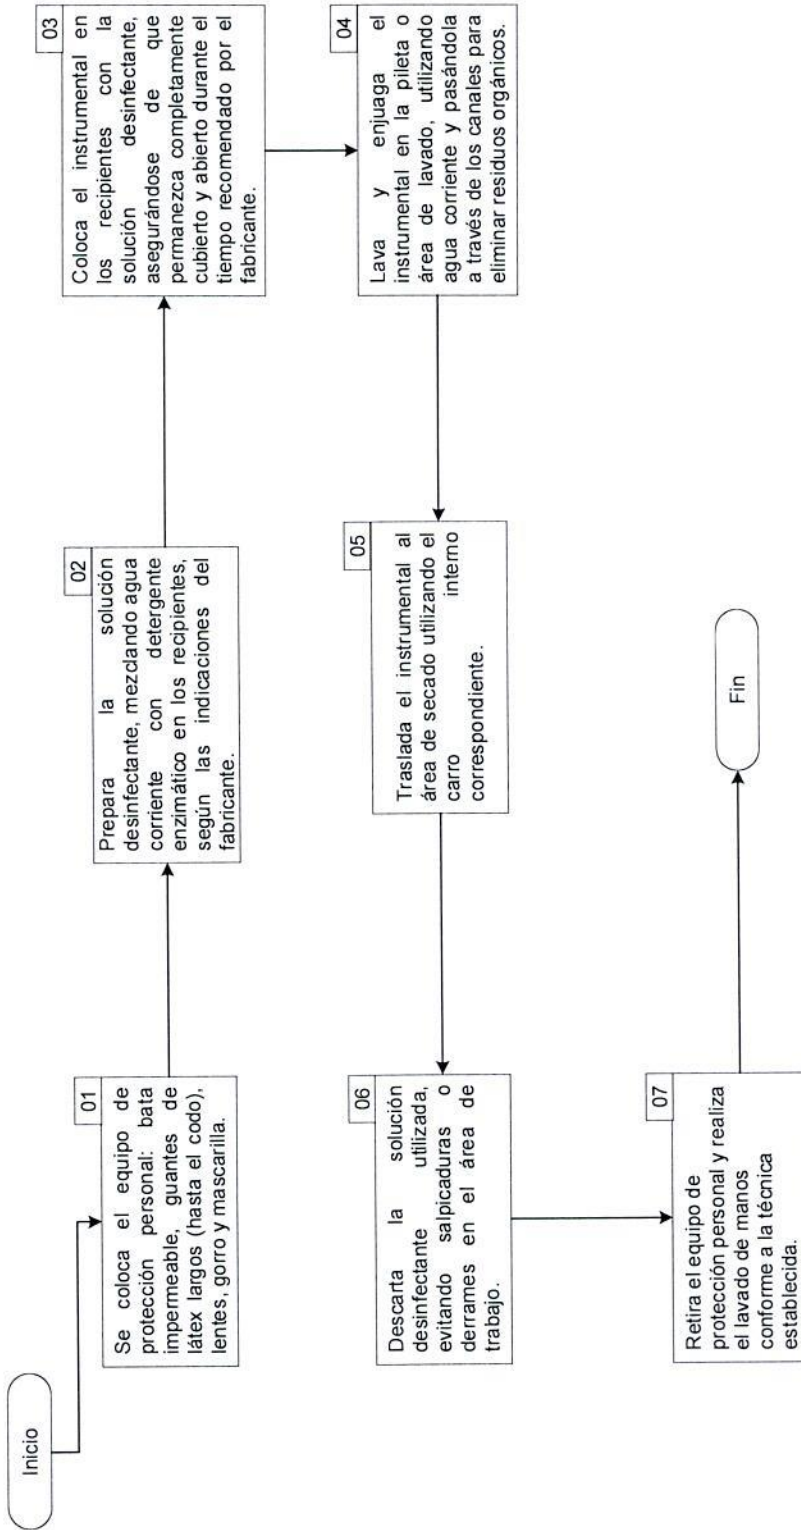 Inicio
01
Se coloca el equipo de
protección personal: bata
impermeable, guantes de
látex largos (hasta el codo),
lentes, gorro y mascarilla.
02
Prepara la solución
desinfectante, mezclando agua
corriente con detergente
enzimático en los recipientes,
según las indicaciones del
fabricante.
03
Coloca el instrumental en
los recipientes con la
solución desinfectante,
asegurándose de que
permanezca completamente
cubierto y abierto durante el
tiempo recomendado por el
fabricante.
04
Lava y enjuaga el
instrumental en la pileta o
área de lavado, utilizando
agua corriente y pasándola
a través de los canales para
eliminar residuos orgánicos.
05
Traslada el instrumental al
área de secado utilizando el
carro interno
correspondiente.
06
Descarta la solución
desinfectante utilizada,
evitando salpicaduras o
derrames en el área de
trabajo.
07
Retira el equipo de
protección personal y realiza
el lavado de manos
conforme a la técnica
establecida.
Fin